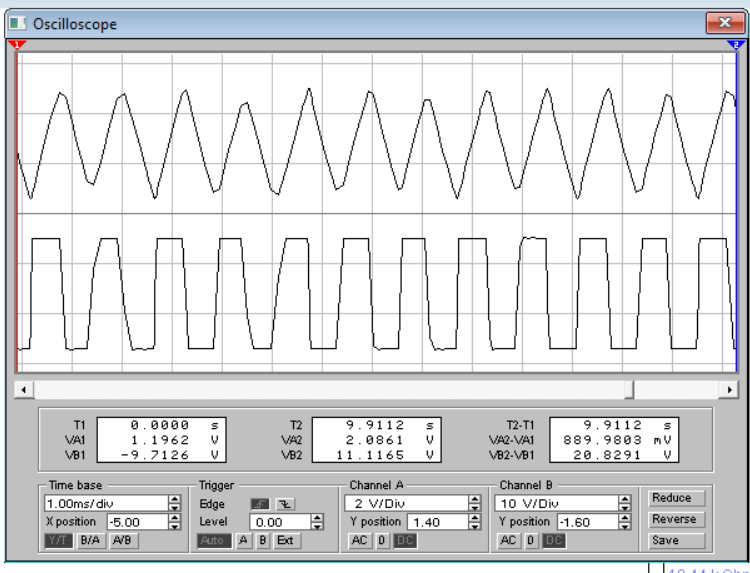 Oscilloscope
1 2
T1 0.0000 s T2 9.9112 s T2-T1 9.9112 s
VA1 1.1962 V VA2 2.0861 V VA2-VA1 889.9803 mV
VB1 -9.7126 V VB2 11.1165 V VB2-VB1 20.8291 V
Time base Trigger Channel A Channel B
1.00ms/div Edge 2 V/Div 10 V/Div Reduce
X position -5.00 Level 0.00 Y position 1.40 Y position -1.60 Reverse
Y/T B/A A/B Auto A B Ext AC 0 DC AC 0 DC Save